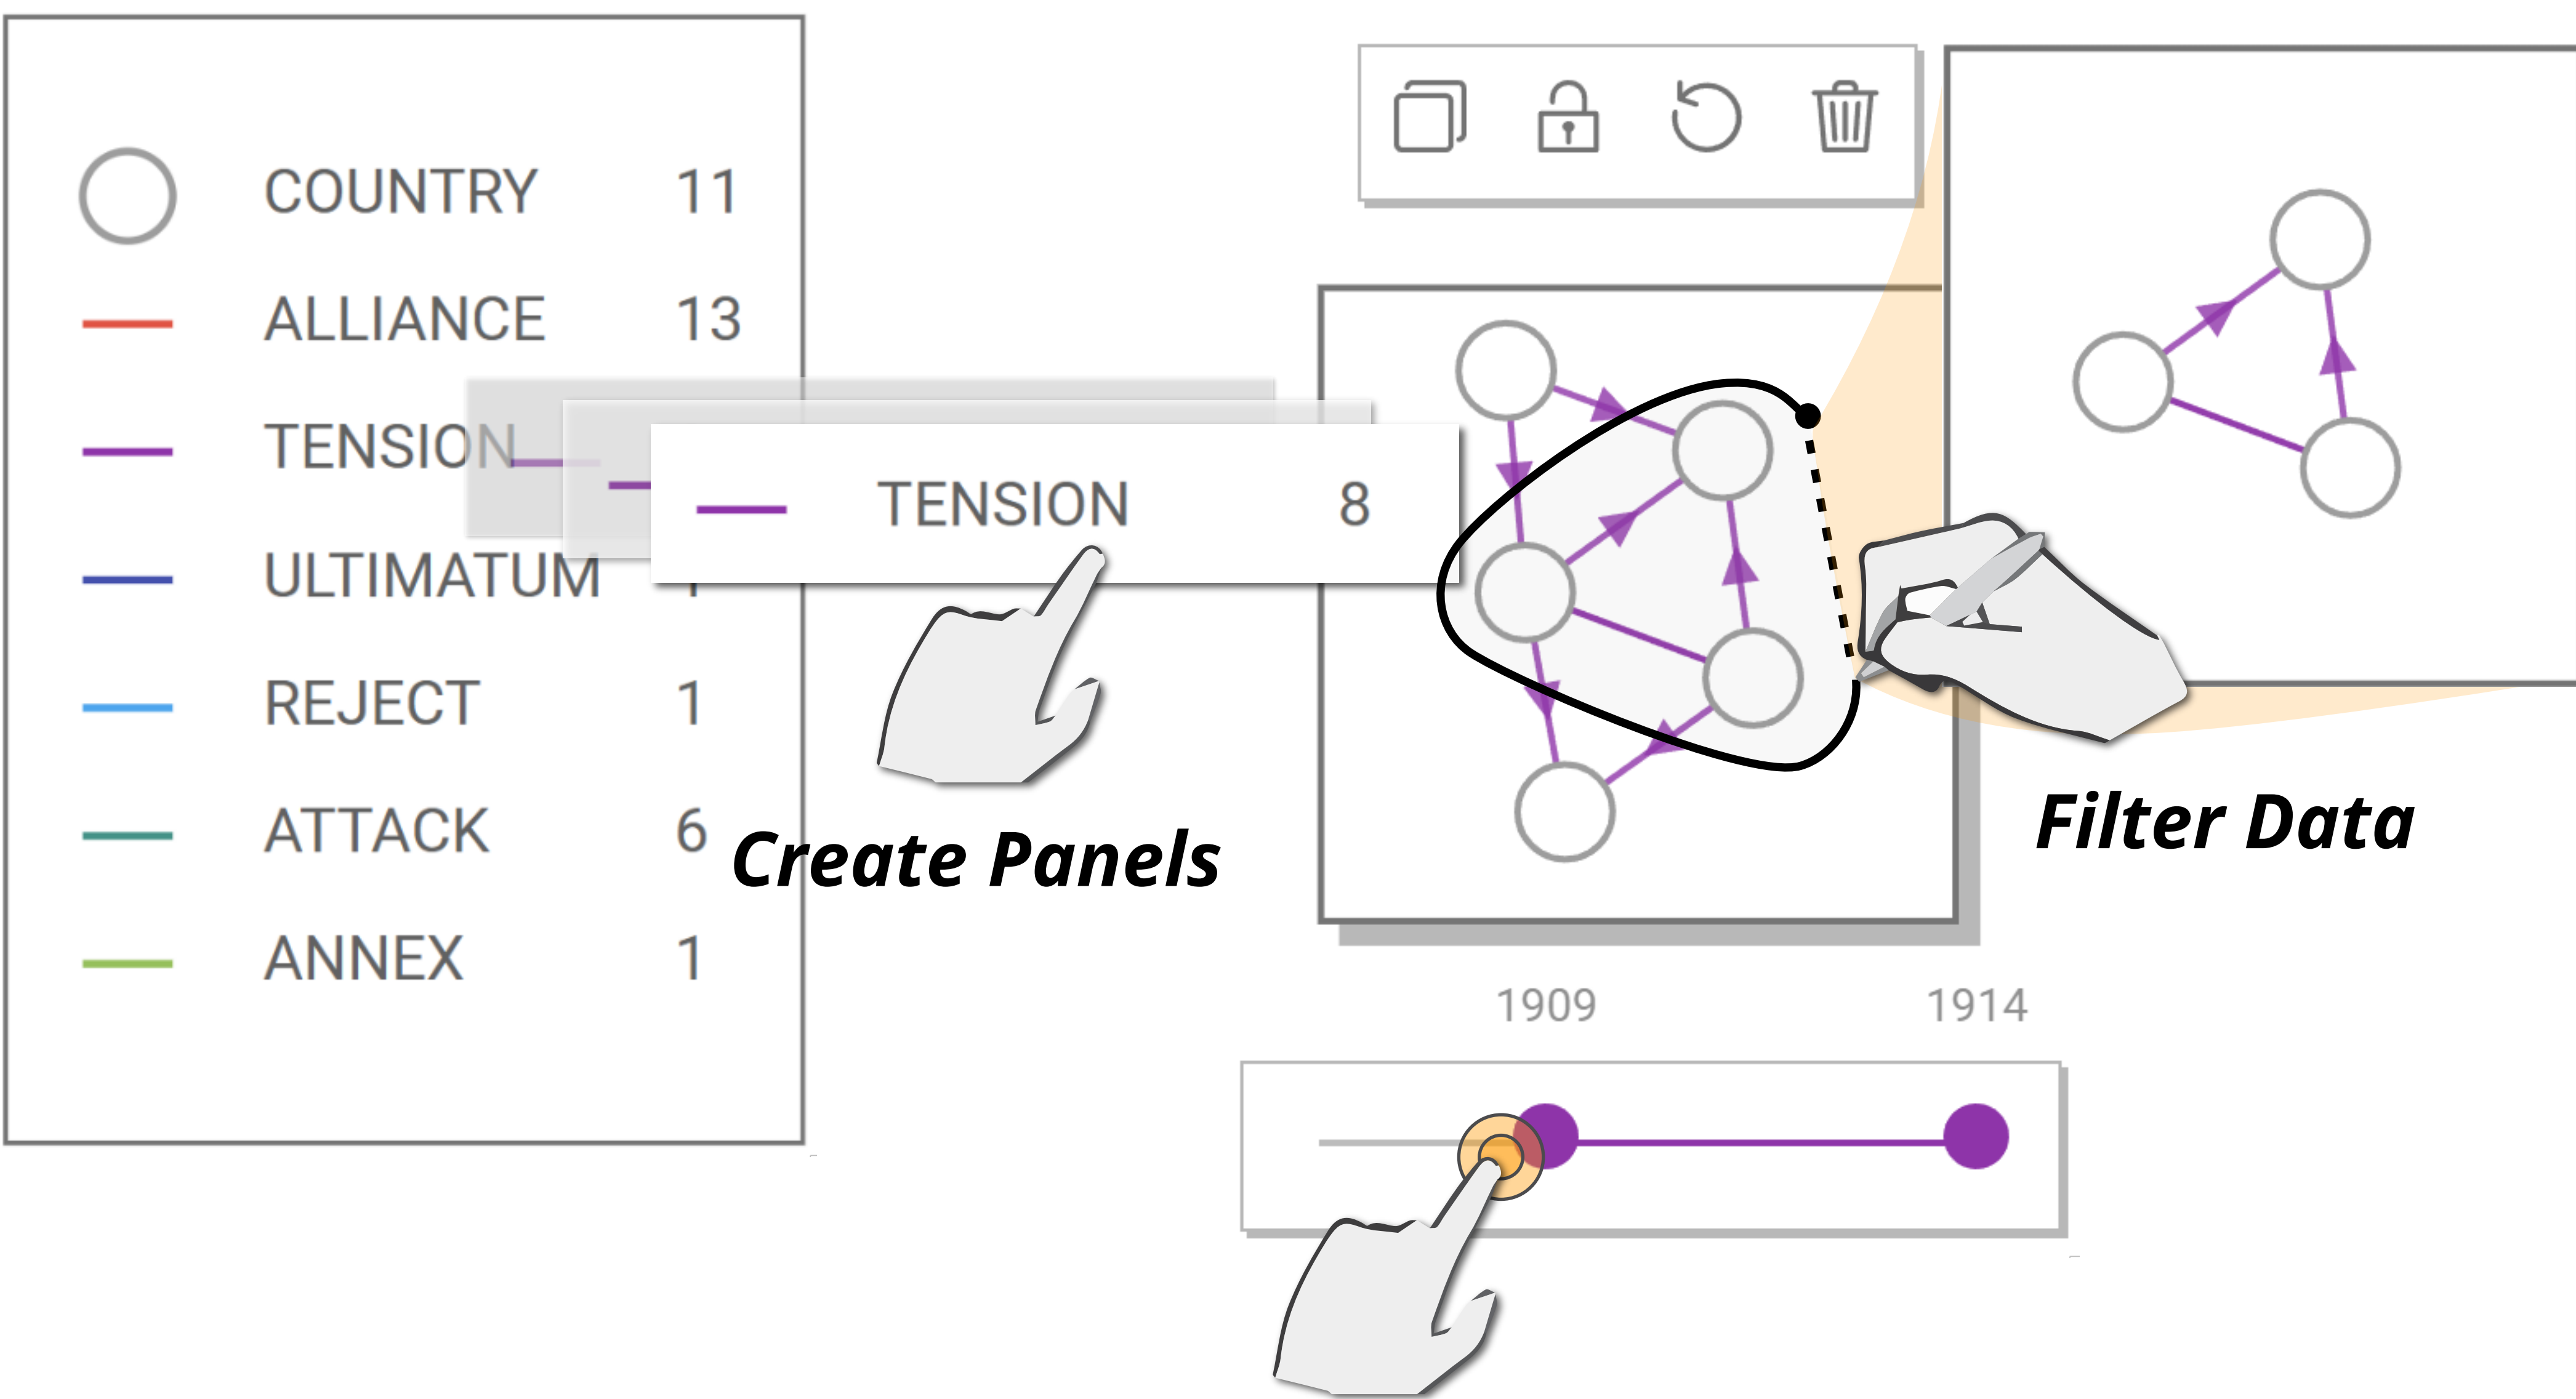 COUNTRY 11
ALLIANCE 13
TENSION
TENSION 8
ULTIMATUM
REJECT 1
ATTACK 6
ANNEX 1
Create Panels
Filter Data
1909 1914